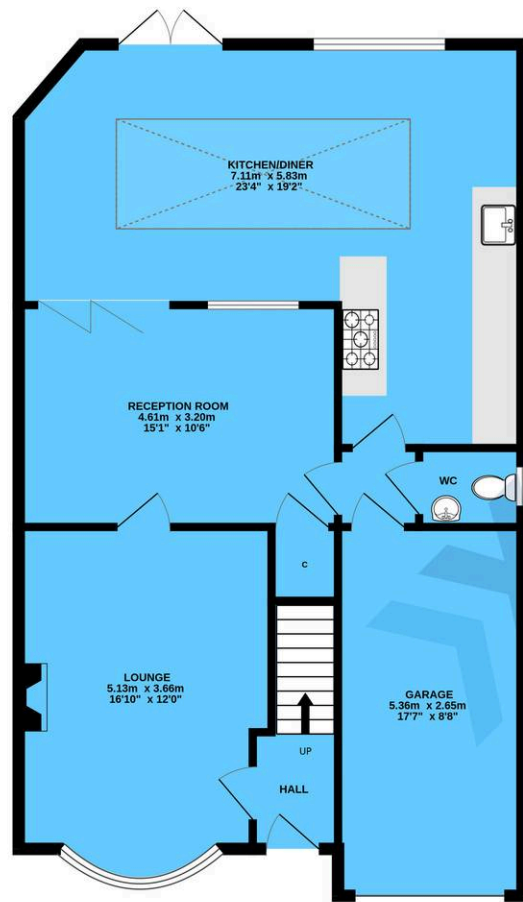 KITCHEN/DINER
7.11m x 5.83m
23'4" x 19'2"
RECEPTION ROOM
4.61m x 3.20m
15'1" x 10'6"
WC
C
LOUNGE
5.13m x 3.66m
16'10" x 12'0"
GARAGE
5.36m x 2.65m
17'7" x 8'8"
UP
HALL